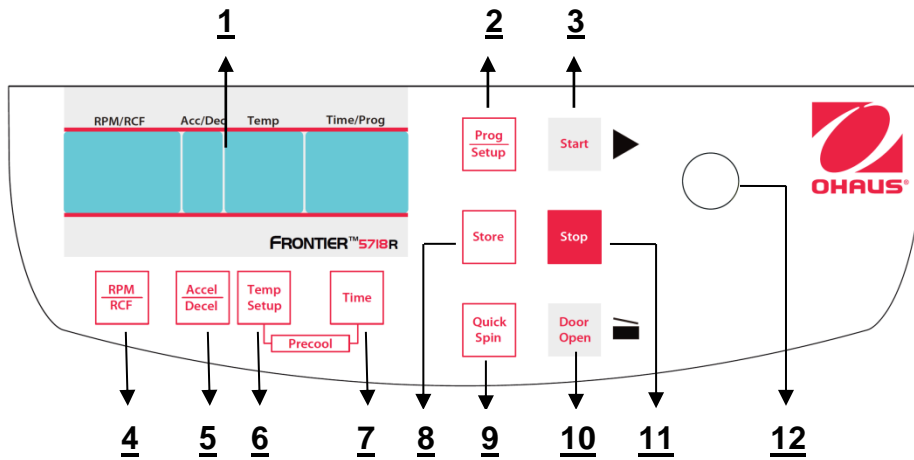 1 2 3
RPM/RCF Acc/Dec Temp Time/Prog
Prog
Setup
Start
OHAUS®
FRONTIER™5718R
Store
Stop
RPM
RCF
Accel
Decel
Temp
Setup
Time
Precool
Quick
Spin
Door
Open
4 5 6 7 8 9 10 11 12